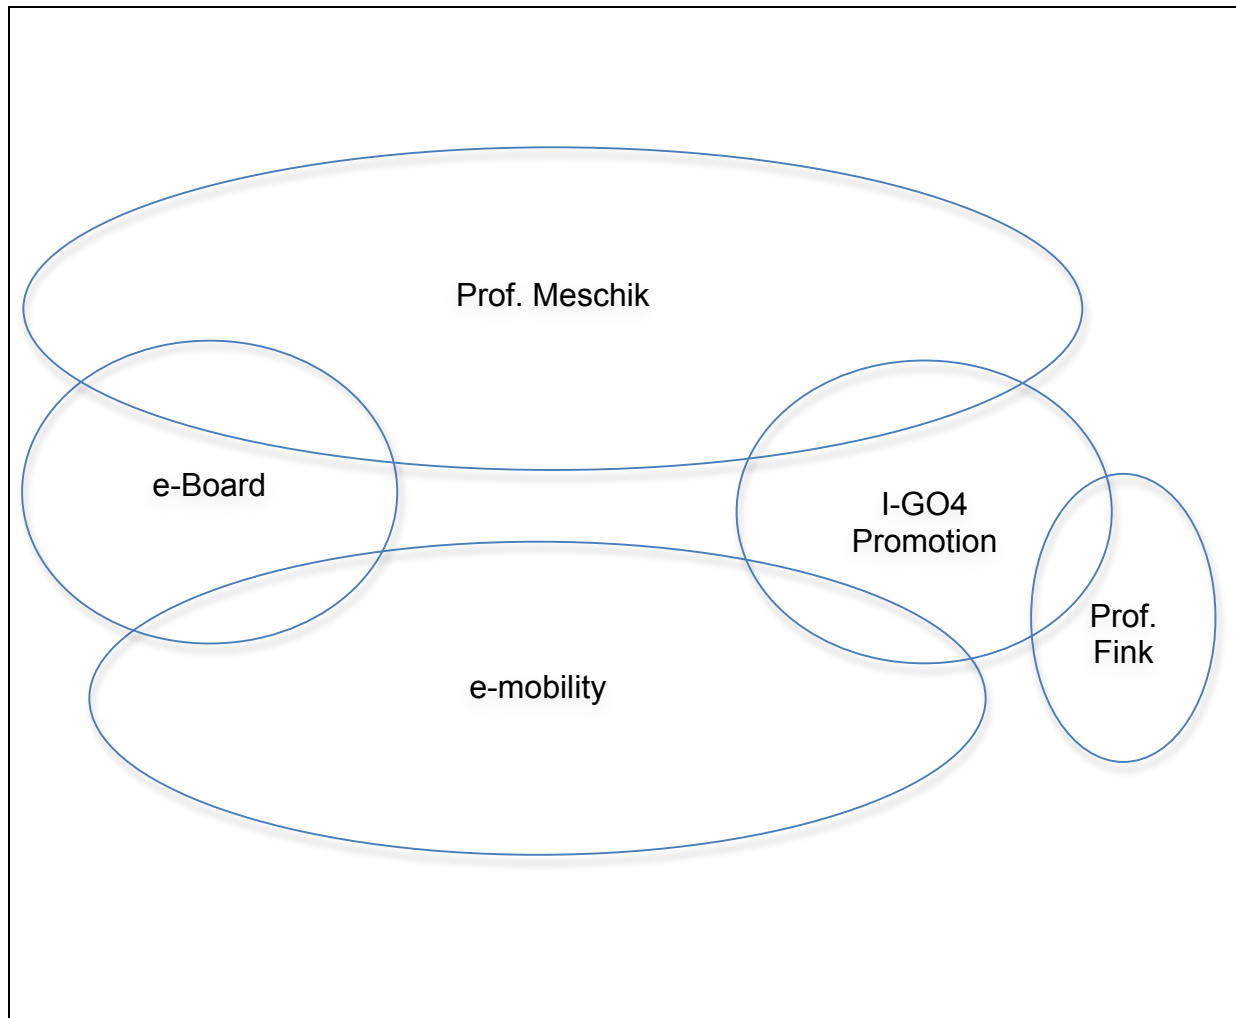 Prof. Meschik
e-Board
I-GO4
Promotion
Prof.
Fink
e-mobility